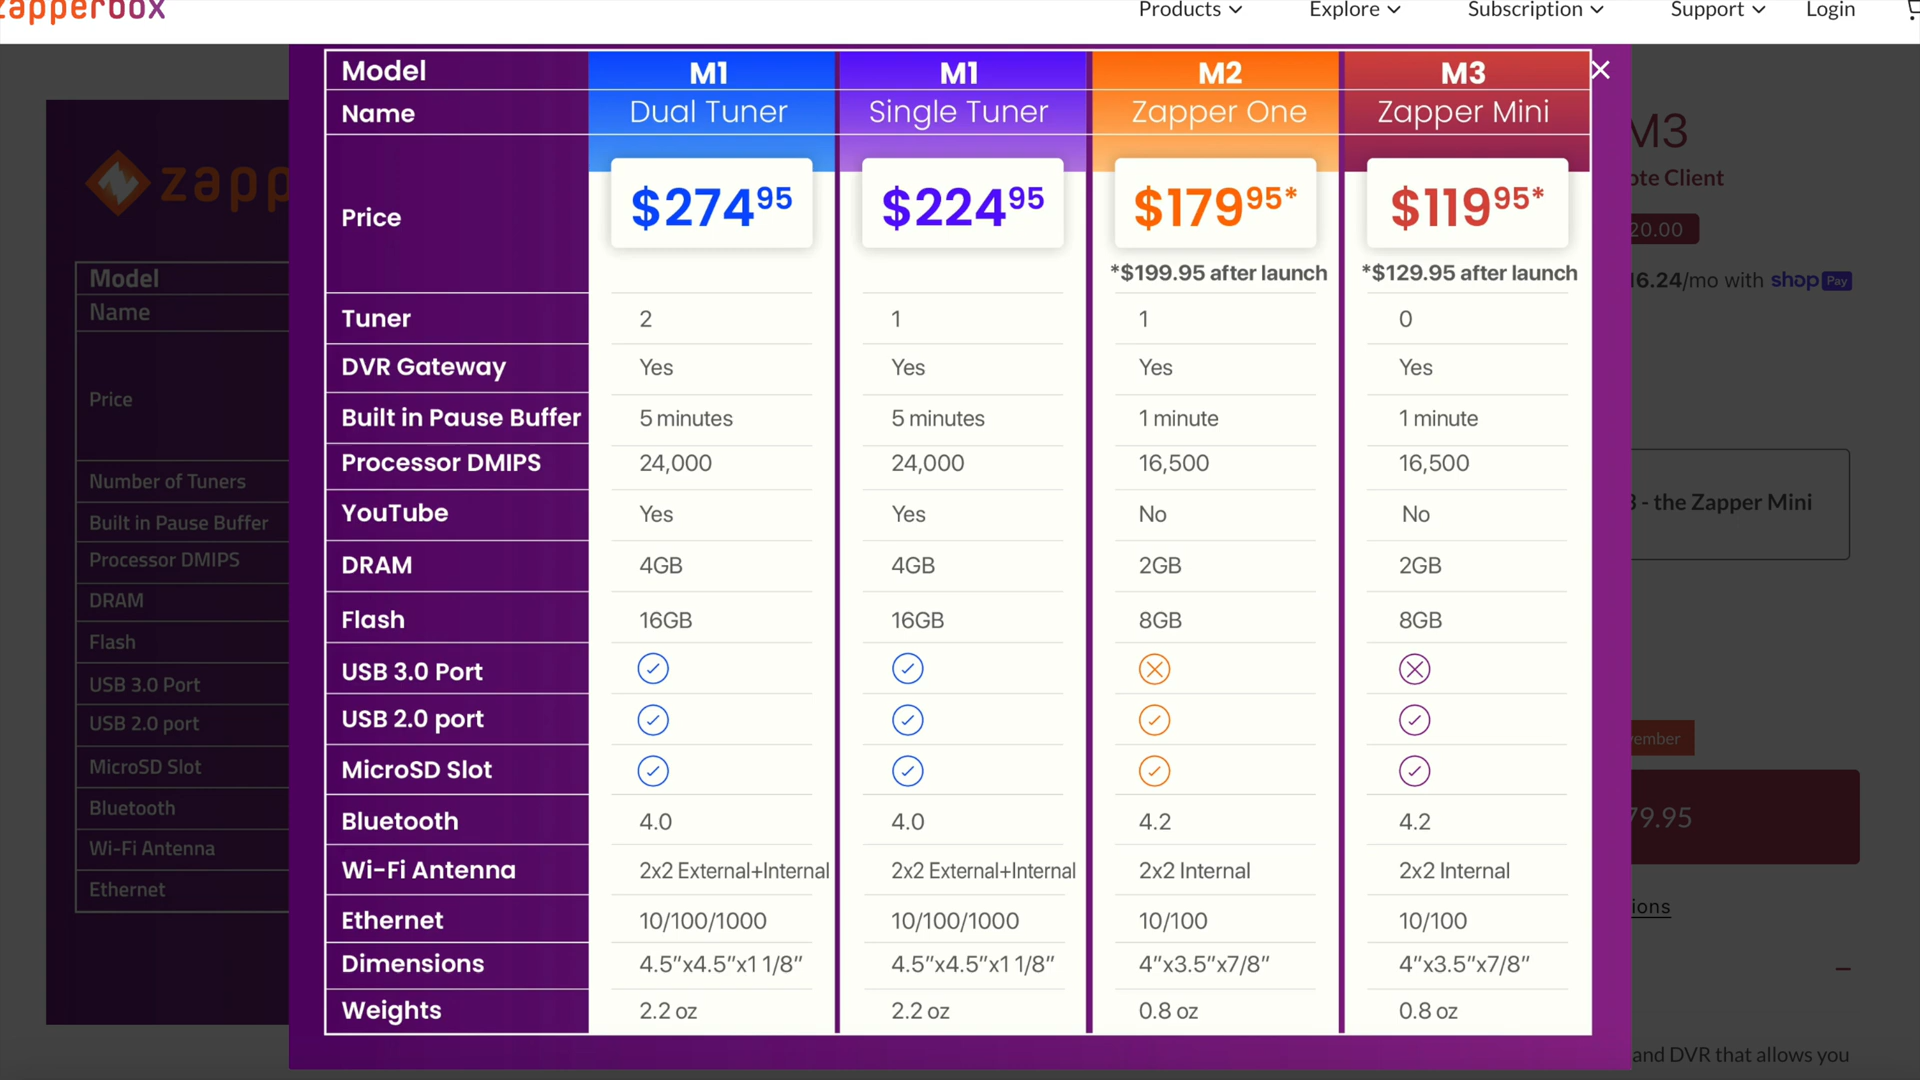 zapperbox
Products
Explore
Subscription
Support
Login
Model M1 M1 M2 M3
Name Dual Tuner Single Tuner Zapper One Zapper Mini
Price $274.95 $224.95 $179.95* $119.95*
*$199.95 after launch *$129.95 after launch
Tuner 2 1 1 0
DVR Gateway Yes Yes Yes Yes
Built in Pause Buffer 5 minutes 5 minutes 1 minute 1 minute
Processor DMIPS 24,000 24,000 16,500 16,500
YouTube Yes Yes No No
DRAM 4GB 4GB 2GB 2GB
Flash 16GB 16GB 8GB 8GB
USB 3.0 Port
USB 2.0 port
MicroSD Slot
Bluetooth 4.0 4.0 4.2 4.2
Wi-Fi Antenna 2x2 External+Internal 2x2 External+Internal 2x2 Internal 2x2 Internal
Ethernet 10/100/1000 10/100/1000 10/100 10/100
Dimensions 4.5"x4.5"x1 1/8" 4.5"x4.5"x1 1/8" 4"x3.5"x7/8" 4"x3.5"x7/8"
Weights 2.2 oz 2.2 oz 0.8 oz 0.8 oz
zapp
Model
Name
Price
Number of Tuners
Built in Pause Buffer
Processor DMIPS
DRAM
Flash
USB 3.0 Port
USB 2.0 port
MicroSD Slot
Bluetooth
Wi-Fi Antenna
Ethernet
M3
ote Client
20.00
16.24/mo with shop Pay
- the Zapper Mini
ember
79.95
ions
and DVR that allows you